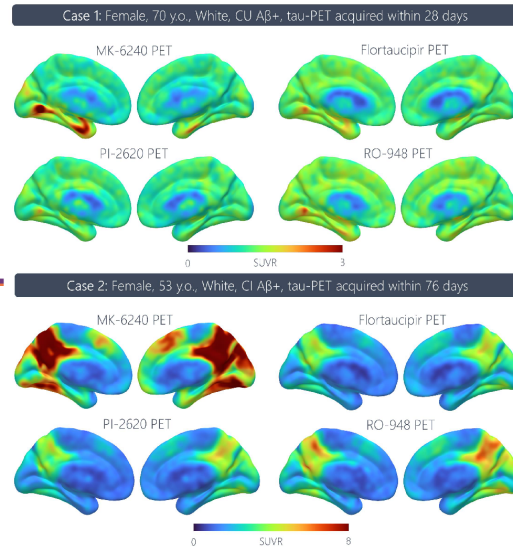 Case 1: Female, 70 y.o., White, CU Aβ+, tau-PET acquired within 28 days
MK-6240 PET
Flortaucipir PET
PI-2620 PET
RO-948 PET
0
SUVR
3
Case 2: Female, 53 y.o., White, CI Aβ+, tau-PET acquired within 76 days
MK-6240 PET
Flortaucipir PET
PI-2620 PET
RO-948 PET
0
SUVR
8